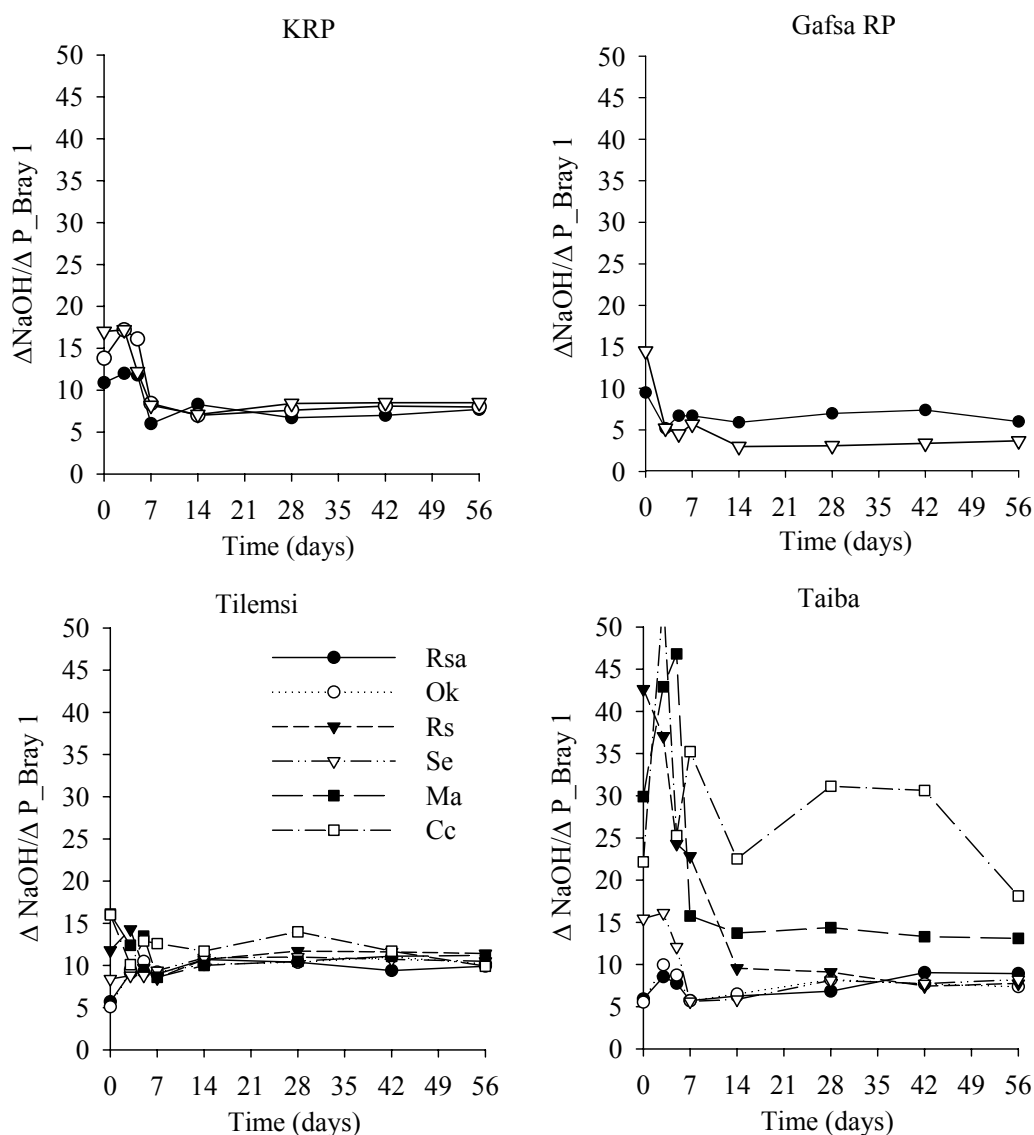 KRP
50
45
40
35
30
25
20
15
10
5
0
ΔNaOH/Δ P_Bray 1
0 7 14 21 28 35 42 49 56
Time (days)
Gafsa RP
50
45
40
35
30
25
20
15
10
5
0
ΔNaOH/Δ P_Bray 1
0 7 14 21 28 35 42 49 56
Time (days)
Tilemsi
50
45
40
35
30
25
20
15
10
5
0
Δ NaOH/Δ P_Bray 1
Rsa
Ok
Rs
Se
Ma
Cc
0 7 14 21 28 35 42 49 56
Time (days)
Taiba
50
45
40
35
30
25
20
15
10
5
0
Δ NaOH/Δ P_Bray 1
0 7 14 21 28 35 42 49 56
Time (days)